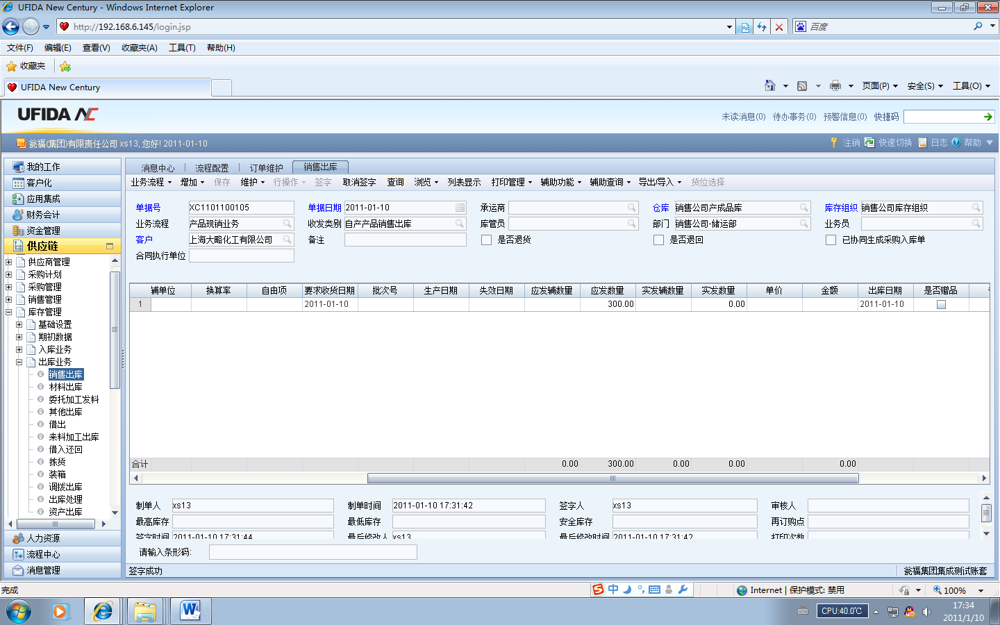 UFIDA New Century - Windows Internet Explorer
http://192.168.6.145/login.jsp
百度
文件(F) 编辑(E) 查看(V) 收藏夹(A) 工具(T) 帮助(H)
收藏夹
UFIDA New Century
页面(P) 安全(S) 工具(O)
UFIDA NC
未读消息(0) 待办事务(0) 预警信息(0) 快捷码
瓮福(集团)有限责任公司 xs13, 您好! 2011-01-10
注销 快速切换 日志 帮助
我的工作
客户化
应用集成
财务会计
资金管理
供应链
供应商管理
采购计划
采购管理
销售管理
库存管理
基础设置
期初数据
入库业务
出库业务
销售出库
材料出库
委托加工发料
其他出库
借出
来料加工出库
借入还回
拣货
装箱
调拨出库
出库处理
资产出库
人力资源
流程中心
消息管理
消息中心 流程配置 订单维护 销售出库
业务流程 增加 保存 维护 行操作 签字 取消签字 查询 浏览 列表显示 打印管理 辅助功能 辅助查询 导出/导入 货位选择
单据号 XC1101100105 单据日期 2011-01-10 承运商 仓库 销售公司产成品库 库存组织 销售公司库存组织
业务流程 产品现销业务 收发类别 自产产品销售出库 库管员 部门 销售公司-储运部 业务员
客户 上海大略化工有限公司 备注 是否退货 是否退回 已协同生成采购入库单
合同执行单位
辅单位 换算率 自由项 要求收货日期 批次号 生产日期 失效日期 应发辅数量 应发数量 实发辅数量 实发数量 单价 金额 出库日期 是否赠品
1 2011-01-10 300.00 0.00 2011-01-10
合计 0.00 300.00 0.00 0.00 0.00
制单人 xs13 制单时间 2011-01-10 17:31:42 签字人 xs13 审核人
最高库存 最低库存 安全库存 再订购点
签字时间 2011-01-10 17:31:44 最后修改人 xs13 最后修改时间 2011-01-10 17:31:42 打印次数
请输入条形码:
签字成功
瓮福集团集成测试账套
完成
中
Internet | 保护模式: 禁用
100%
CPU:40.0℃
17:34
2011/1/10